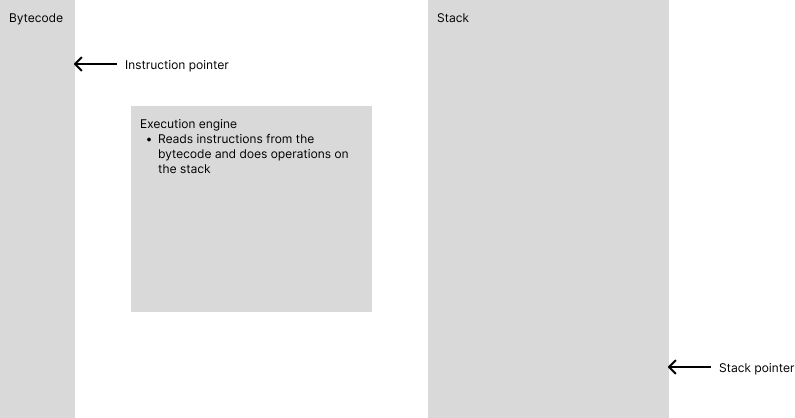 Bytecode
Instruction pointer
Execution engine
• Reads instructions from the
bytecode and does operations on
the stack
Stack
Stack pointer